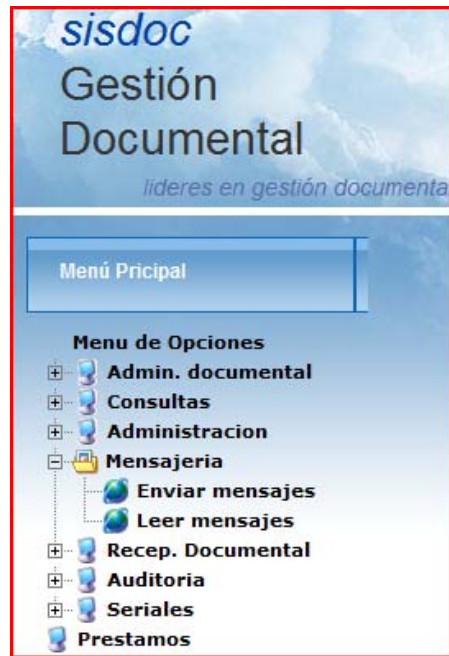 sisdoc
Gestión
Documental
lideres en gestión documenta
Menú Pricipal
Menu de Opciones
Admin. documental
Consultas
Administracion
Mensajeria
Enviar mensajes
Leer mensajes
Recep. Documental
Auditoria
Seriales
Prestamos